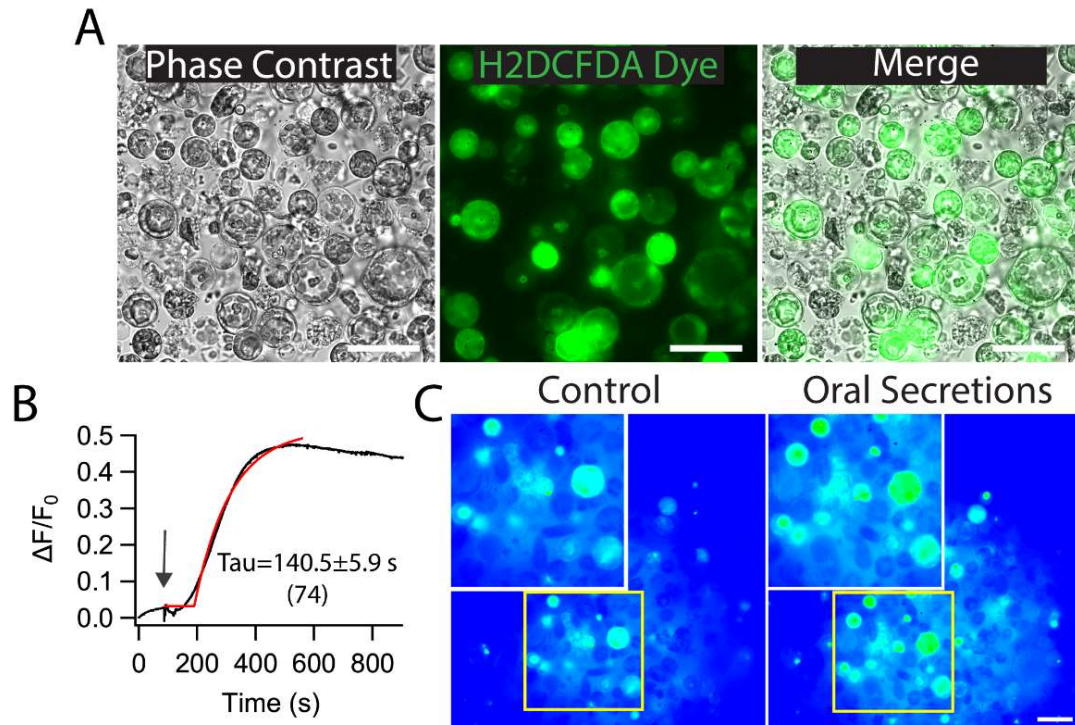 A
Phase Contrast
H2DCFDA Dye
Merge
B
ΔF/F0
0.5
0.4
0.3
0.2
0.1
0.0
Tau=140.5±5.9 s
(74)
0 200 400 600 800
Time (s)
C
Control
Oral Secretions